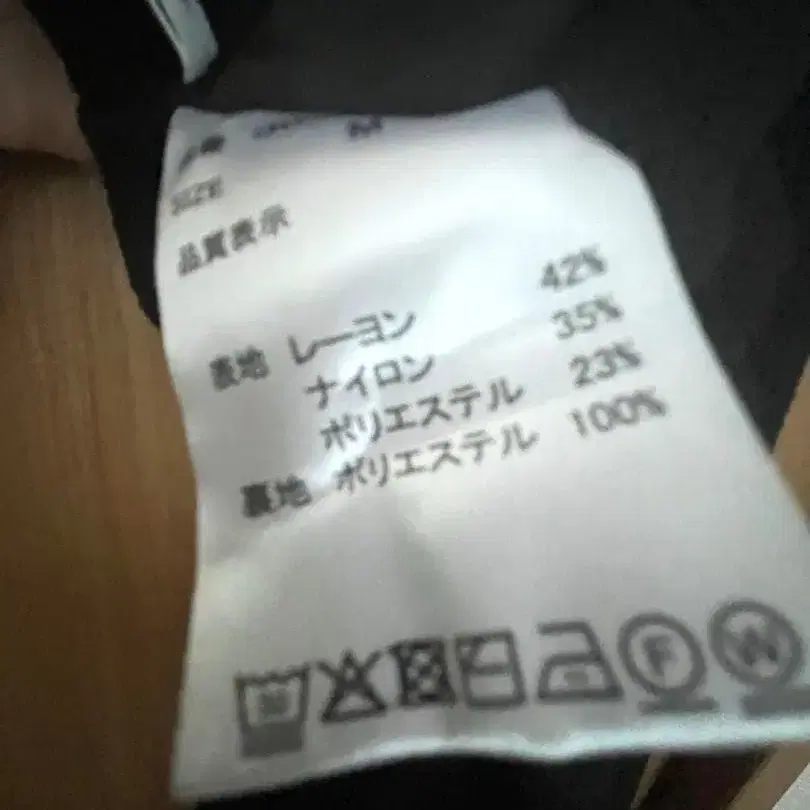 M
SIZE
品質表示
表地 レーヨン 42%
ナイロン 35%
ポリエステル 23%
裏地 ポリエステル 100%
F W